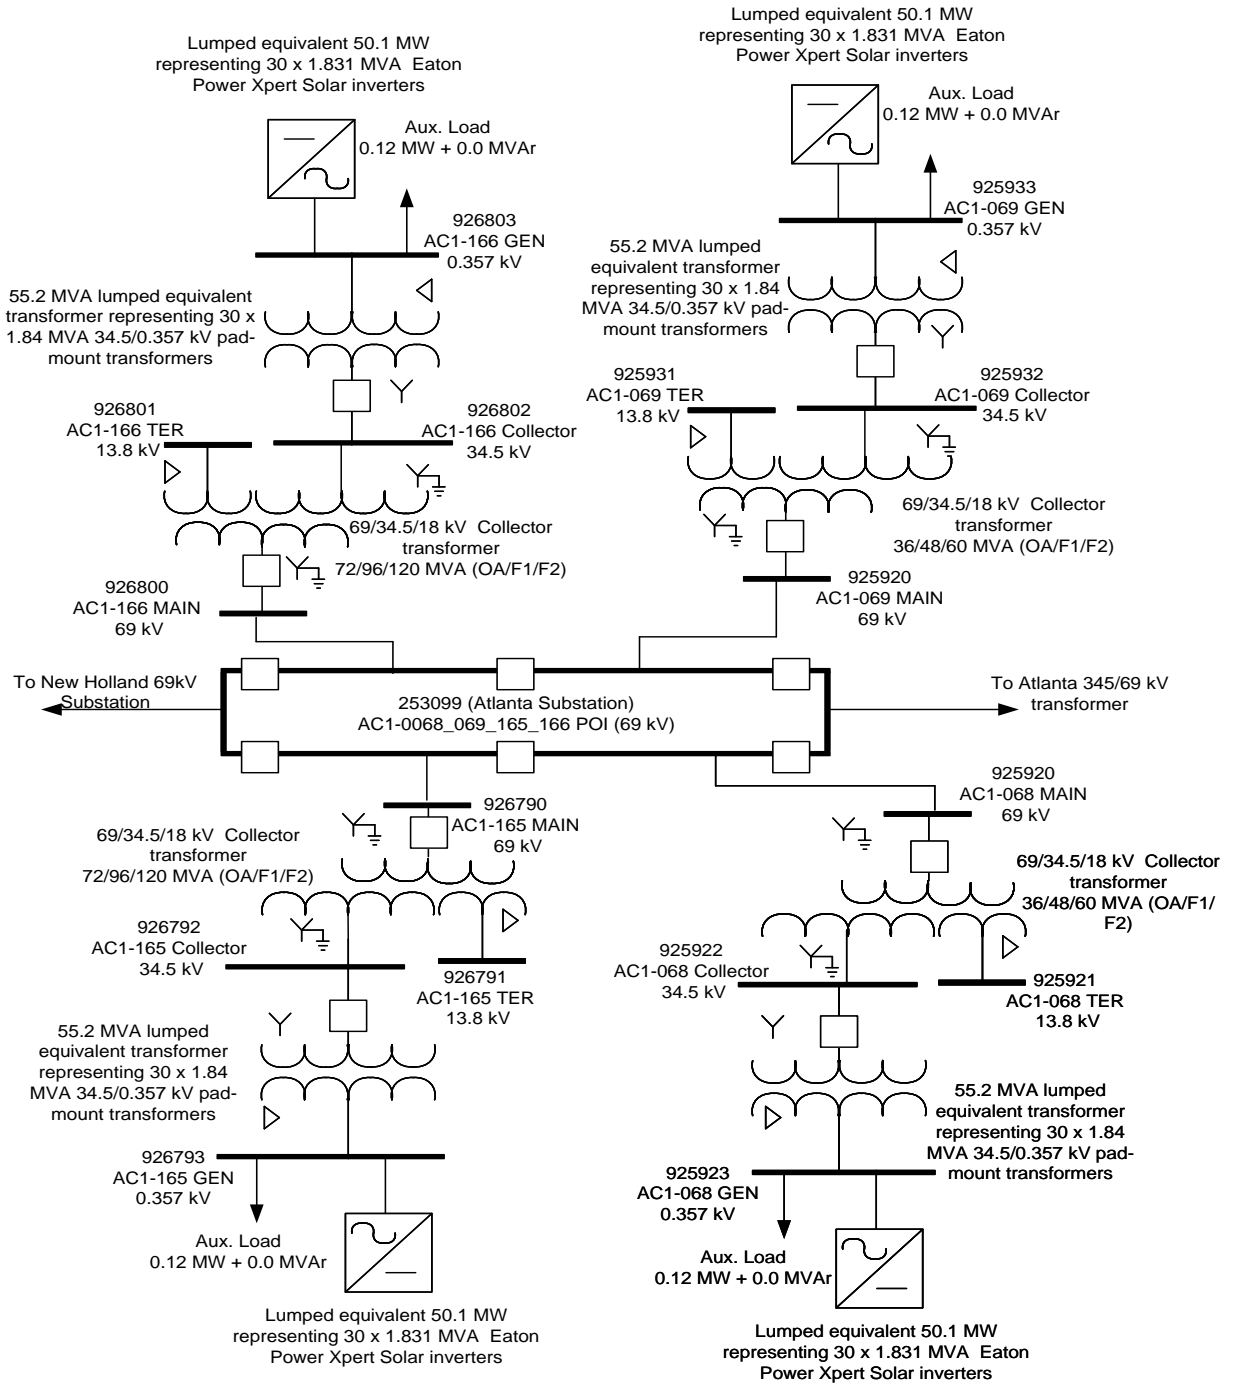 Lumped equivalent 50.1 MW
representing 30 x 1.831 MVA Eaton
Power Xpert Solar inverters
Aux. Load
0.12 MW + 0.0 MVAr
926803
AC1-166 GEN
0.357 kV
55.2 MVA lumped equivalent
transformer representing 30 x
1.84 MVA 34.5/0.357 kV pad-
mount transformers
926801
AC1-166 TER
13.8 kV
926802
AC1-166 Collector
34.5 kV
69/34.5/18 kV Collector
transformer
72/96/120 MVA (OA/F1/F2)
926800
AC1-166 MAIN
69 kV
Lumped equivalent 50.1 MW
representing 30 x 1.831 MVA Eaton
Power Xpert Solar inverters
Aux. Load
0.12 MW + 0.0 MVAr
925933
AC1-069 GEN
0.357 kV
55.2 MVA lumped
equivalent transformer
representing 30 x 1.84
MVA 34.5/0.357 kV pad-
mount transformers
925931
AC1-069 TER
13.8 kV
925932
AC1-069 Collector
34.5 kV
69/34.5/18 kV Collector
transformer
36/48/60 MVA (OA/F1/F2)
925920
AC1-069 MAIN
69 kV
To New Holland 69kV
Substation
253099 (Atlanta Substation)
AC1-0068_069_165_166 POI (69 kV)
To Atlanta 345/69 kV
transformer
926790
AC1-165 MAIN
69 kV
69/34.5/18 kV Collector
transformer
72/96/120 MVA (OA/F1/F2)
926792
AC1-165 Collector
34.5 kV
926791
AC1-165 TER
13.8 kV
55.2 MVA lumped
equivalent transformer
representing 30 x 1.84
MVA 34.5/0.357 kV pad-
mount transformers
926793
AC1-165 GEN
0.357 kV
Aux. Load
0.12 MW + 0.0 MVAr
Lumped equivalent 50.1 MW
representing 30 x 1.831 MVA Eaton
Power Xpert Solar inverters
925920
AC1-068 MAIN
69 kV
69/34.5/18 kV Collector
transformer
36/48/60 MVA (OA/F1/
F2)
925922
AC1-068 Collector
34.5 kV
925921
AC1-068 TER
13.8 kV
55.2 MVA lumped
equivalent transformer
representing 30 x 1.84
MVA 34.5/0.357 kV pad-
mount transformers
925923
AC1-068 GEN
0.357 kV
Aux. Load
0.12 MW + 0.0 MVAr
Lumped equivalent 50.1 MW
representing 30 x 1.831 MVA Eaton
Power Xpert Solar inverters